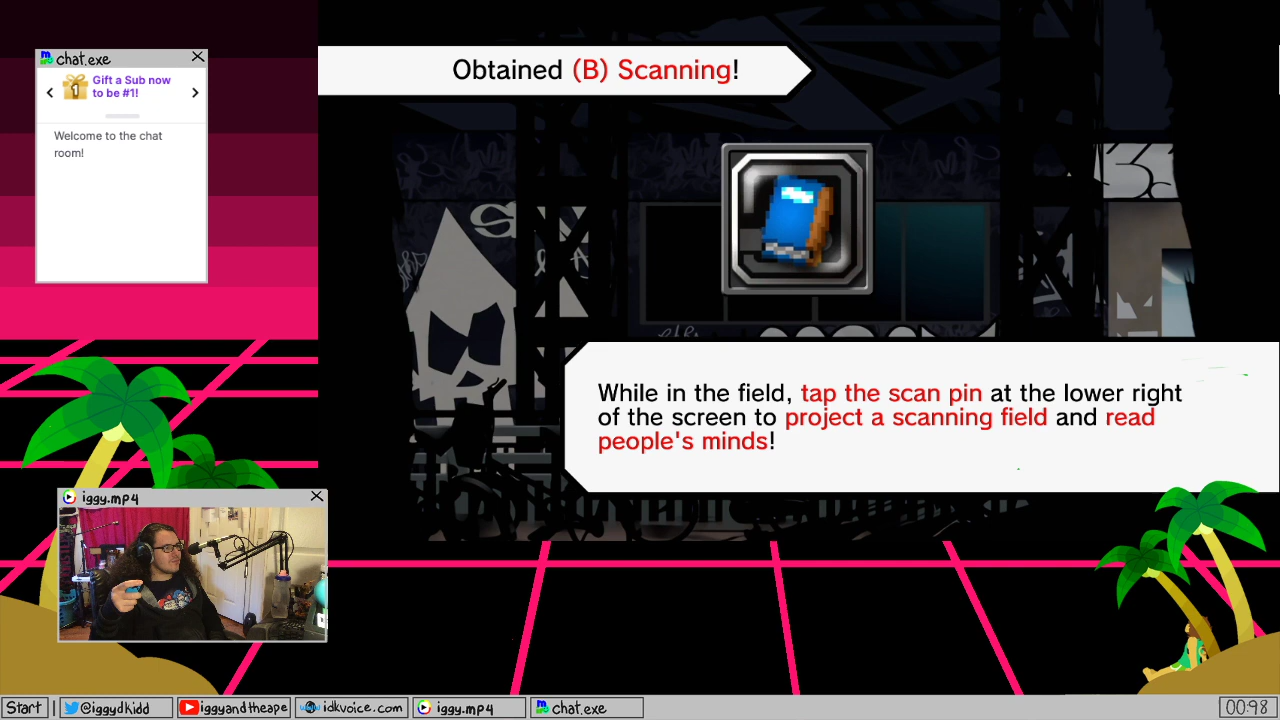 chat.exe
Gift a Sub now
to be #1!
1
Welcome to the chat
room!
Obtained (B) Scanning!
While in the field, tap the scan pin at the lower right
of the screen to project a scanning field and read
people's minds!
iggy.mp4
Start
@iggydkidd
iggyandtheape
www idkvoice.com
iggy.mp4
chat.exe
00:98